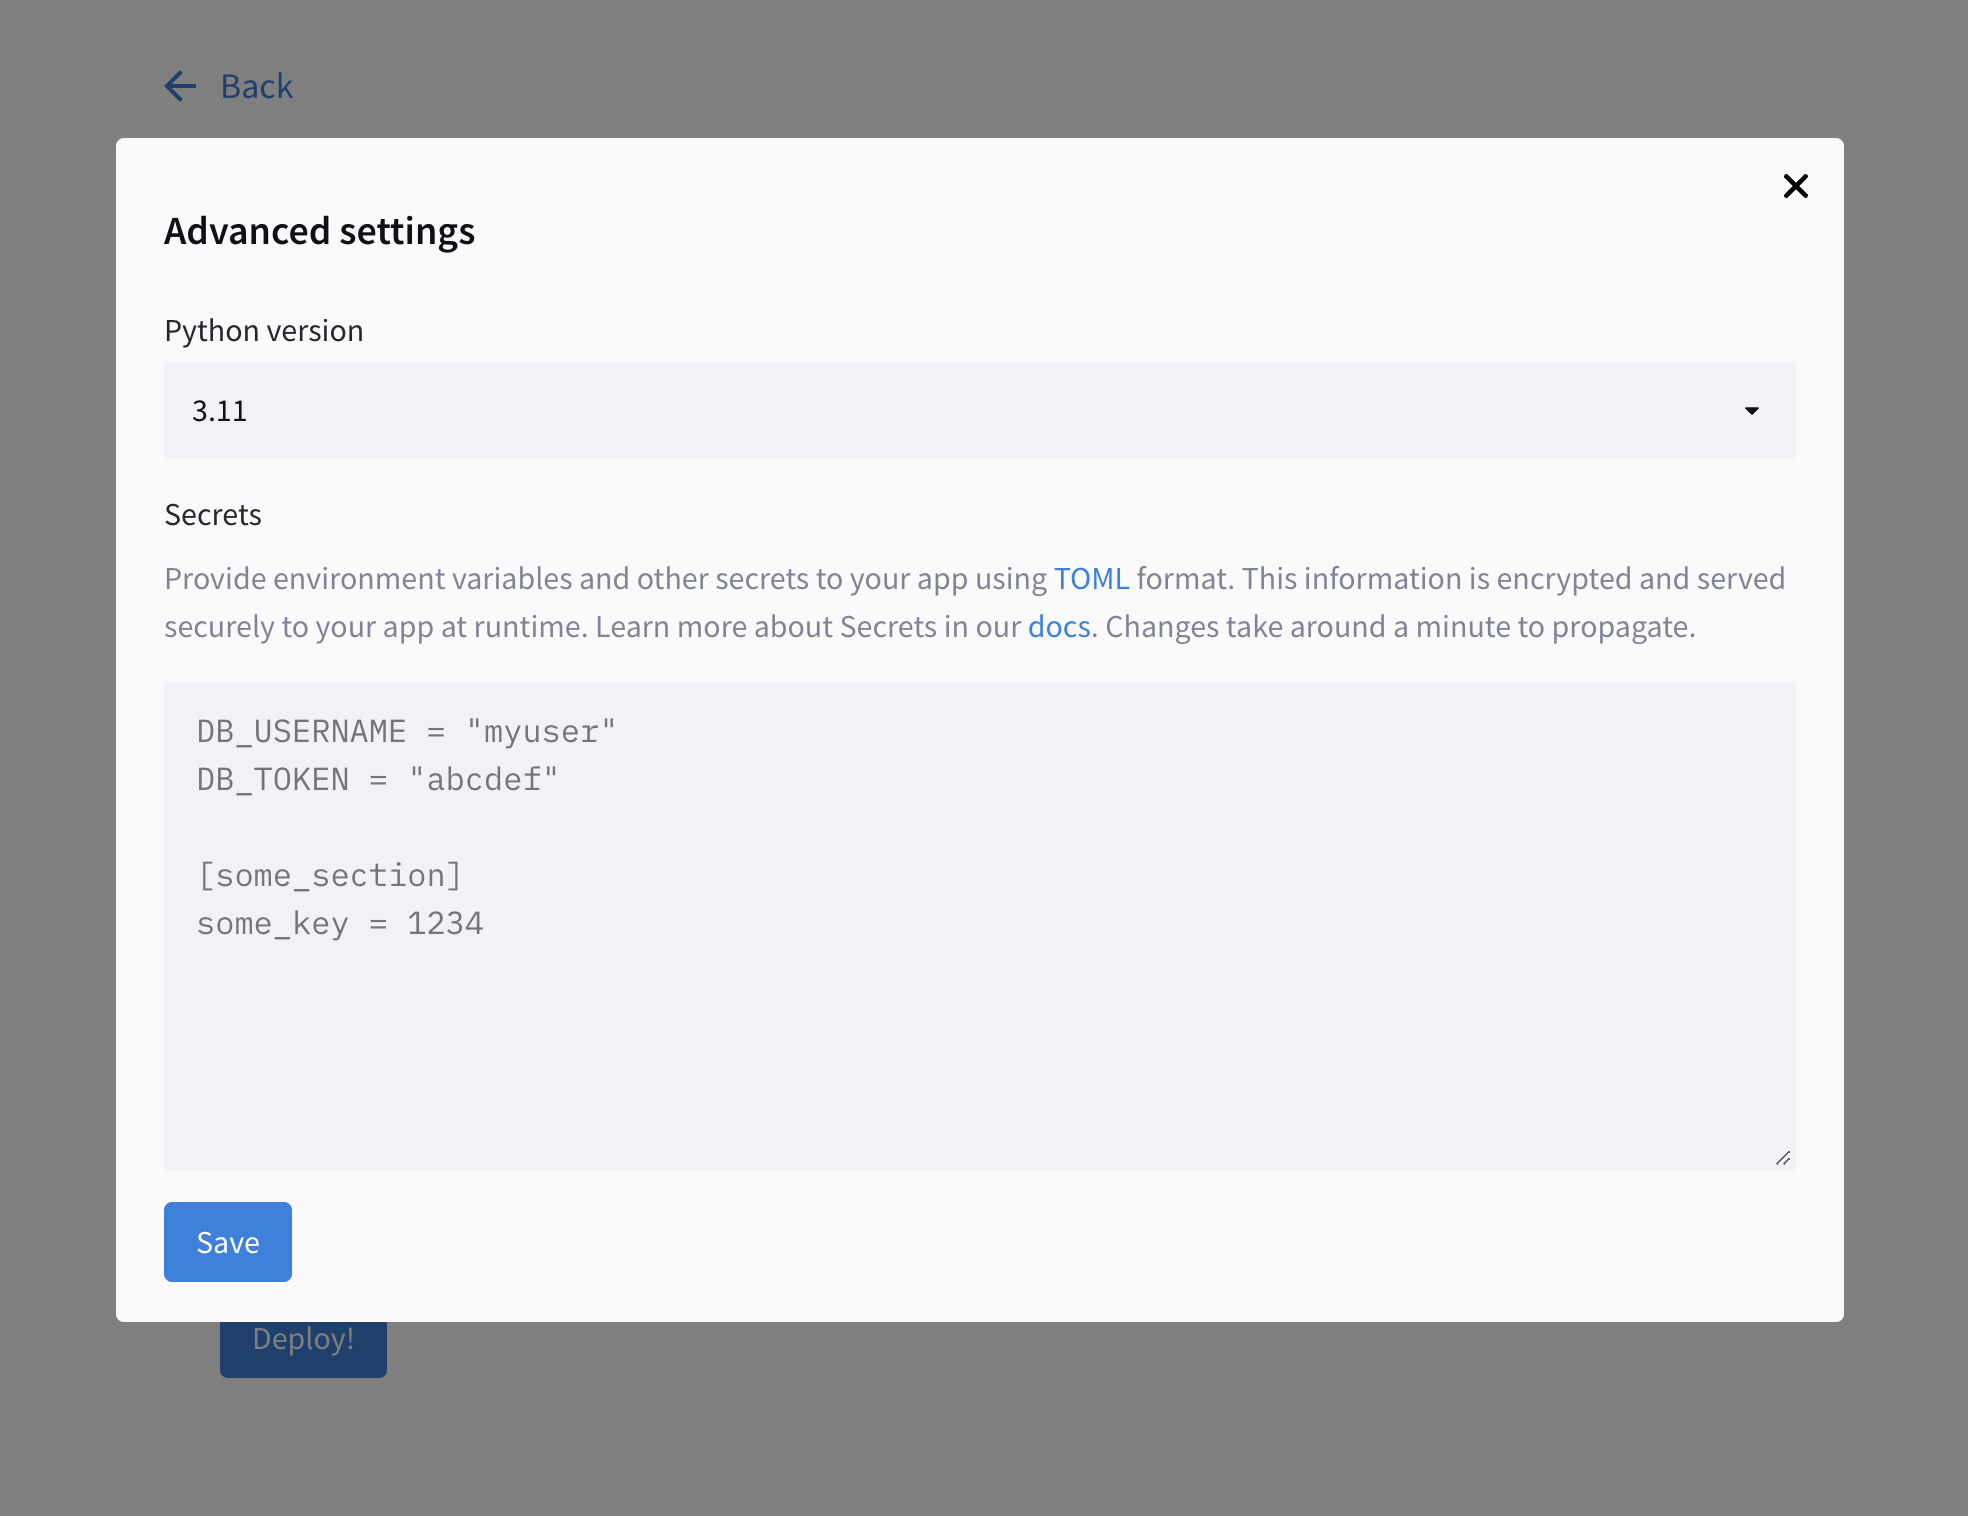 Back
Advanced settings
Python version
3.11
Secrets
Provide environment variables and other secrets to your app using TOML format. This information is encrypted and served
securely to your app at runtime. Learn more about Secrets in our docs. Changes take around a minute to propagate.
DB_USERNAME = "myuser"
DB_TOKEN = "abcdef"
[some_section]
some_key = 1234
Save
Deploy!